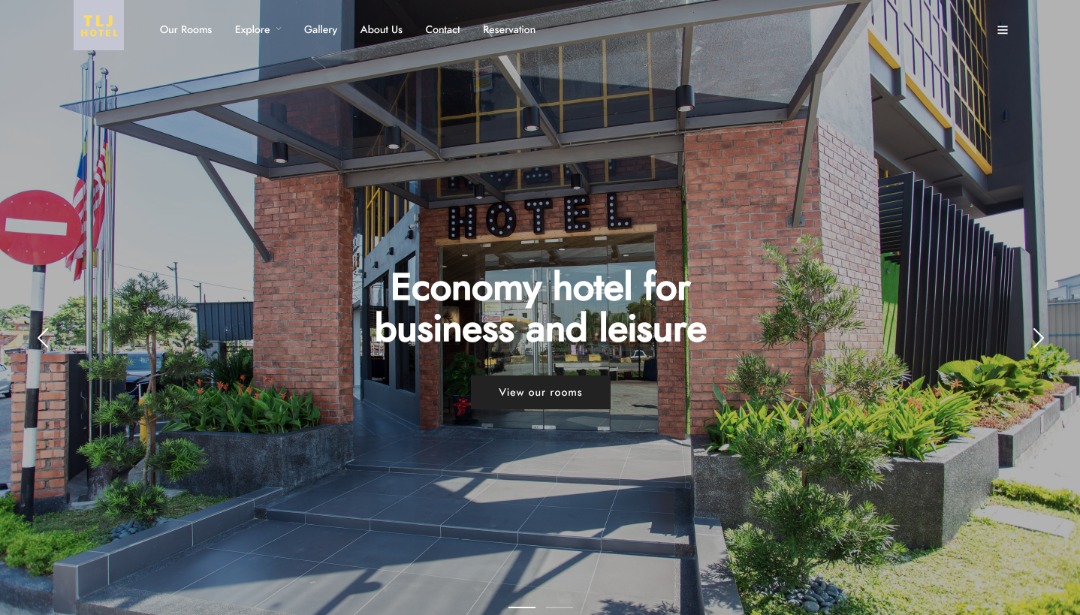 TLJ
HOTEL
Our Rooms
Explore
Gallery
About Us
Contact
Reservation
HOTEL
Economy hotel for
business and leisure
View our rooms